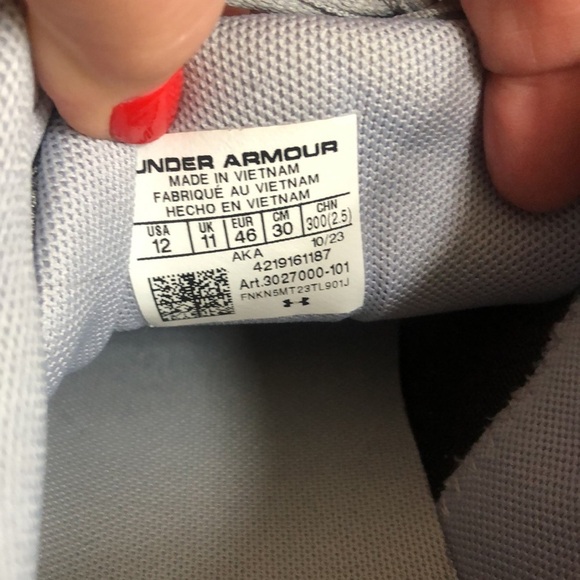 UNDER ARMOUR
MADE IN VIETNAM
FABRIQUÉ AU VIETNAM
HECHO EN VIETNAM
USA UK EUR CM CHN
12 11 46 30 300(2.5)
AKA 10/23
4219161187
Art.3027000-101
FNKN5MT23TL901J